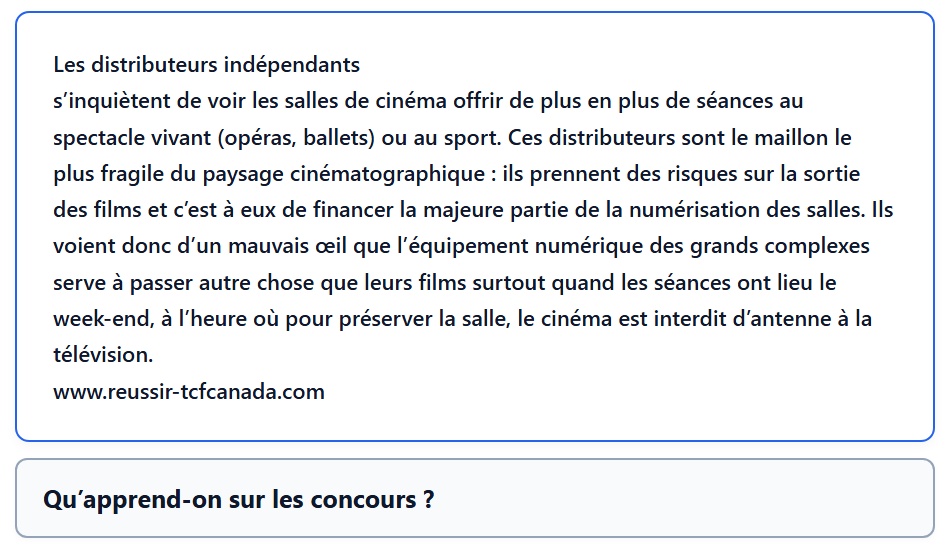 Les distributeurs indépendants
s’inquiètent de voir les salles de cinéma offrir de plus en plus de séances au
spectacle vivant (opéras, ballets) ou au sport. Ces distributeurs sont le maillon le
plus fragile du paysage cinématographique : ils prennent des risques sur la sortie
des films et c’est à eux de financer la majeure partie de la numérisation des salles. Ils
voient donc d’un mauvais œil que l’équipement numérique des grands complexes
serve à passer autre chose que leurs films surtout quand les séances ont lieu le
week-end, à l’heure où pour préserver la salle, le cinéma est interdit d’antenne à la
télévision.
www.reussir-tcfcanada.com
Qu’apprend-on sur les concours ?